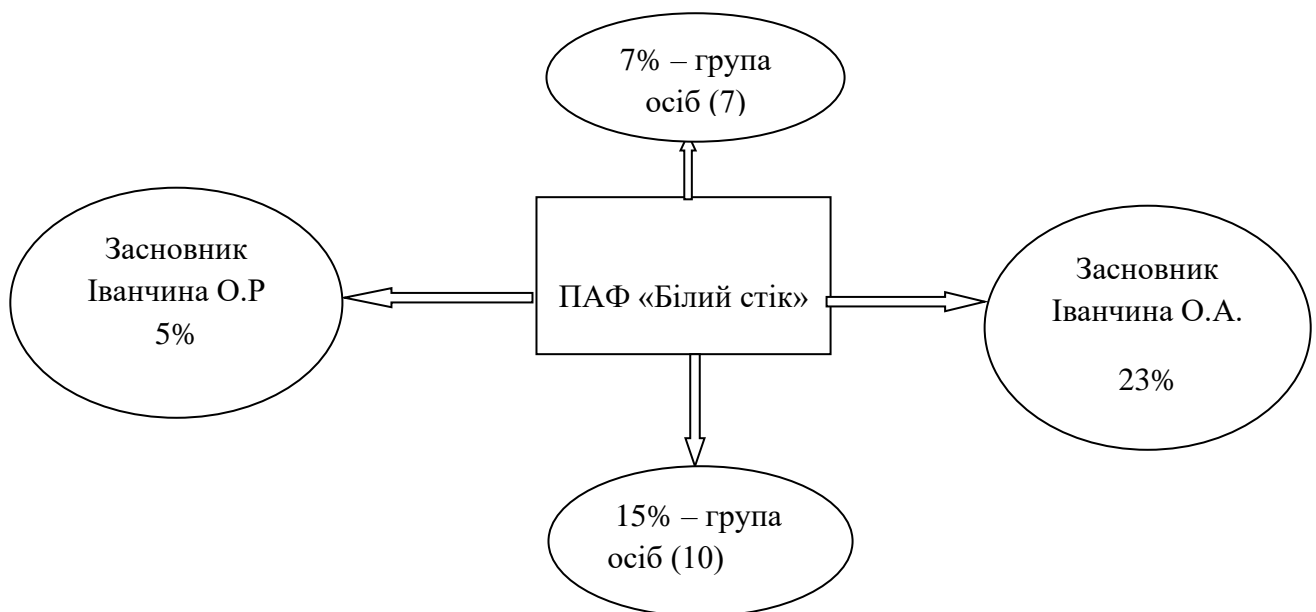 7% – група
осіб (7)
Засновник
Іванчина О.Р
5%
ПАФ «Білий стік»
Засновник
Іванчина О.А.
23%
15% – група
осіб (10)